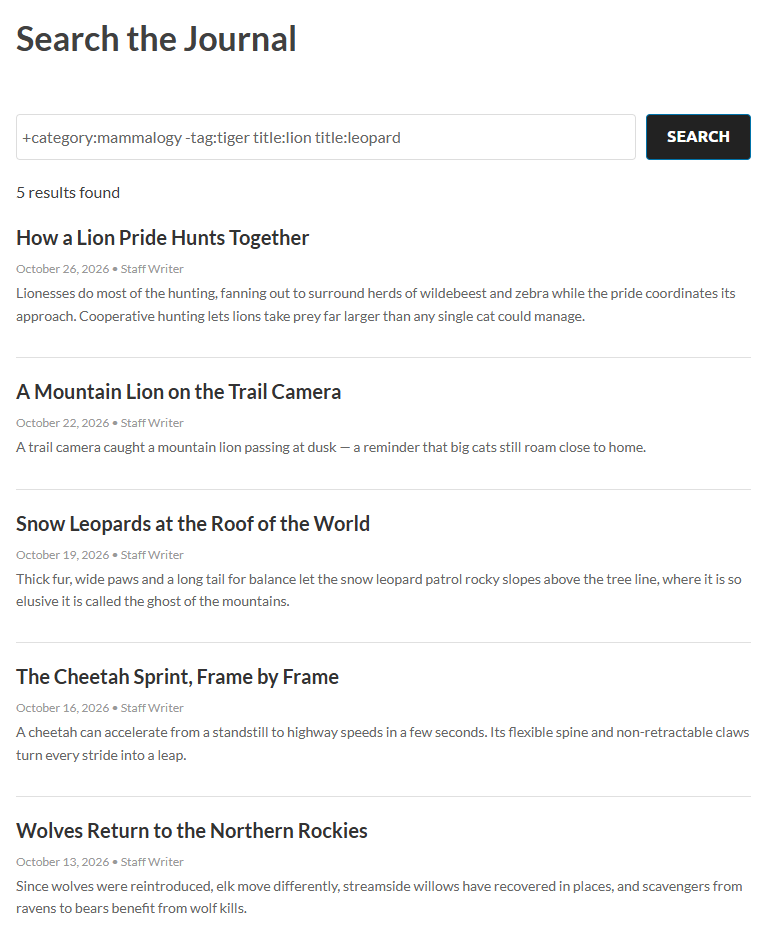 Search the Journal
+category:mammalogy -tag:tiger title:lion title:leopard
SEARCH
5 results found
How a Lion Pride Hunts Together
October 26, 2026 • Staff Writer
Lionesses do most of the hunting, fanning out to surround herds of wildebeest and zebra while the pride coordinates its
approach. Cooperative hunting lets lions take prey far larger than any single cat could manage.
A Mountain Lion on the Trail Camera
October 22, 2026 • Staff Writer
A trail camera caught a mountain lion passing at dusk — a reminder that big cats still roam close to home.
Snow Leopards at the Roof of the World
October 19, 2026 • Staff Writer
Thick fur, wide paws and a long tail for balance let the snow leopard patrol rocky slopes above the tree line, where it is so
elusive it is called the ghost of the mountains.
The Cheetah Sprint, Frame by Frame
October 16, 2026 • Staff Writer
A cheetah can accelerate from a standstill to highway speeds in a few seconds. Its flexible spine and non-retractable claws
turn every stride into a leap.
Wolves Return to the Northern Rockies
October 13, 2026 • Staff Writer
Since wolves were reintroduced, elk move differently, streamside willows have recovered in places, and scavengers from
ravens to bears benefit from wolf kills.